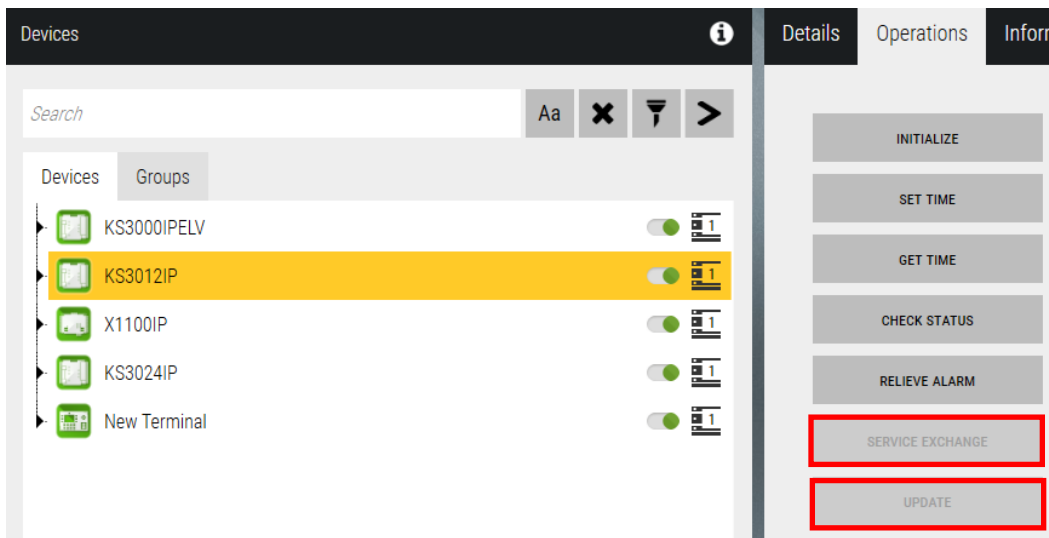 Devices
Search
Aa
Devices Groups
KS3000IPELV 1
KS3012IP 1
X1100IP 1
KS3024IP 1
New Terminal 1
Details Operations Inform
INITIALIZE
SET TIME
GET TIME
CHECK STATUS
RELIEVE ALARM
SERVICE EXCHANGE
UPDATE